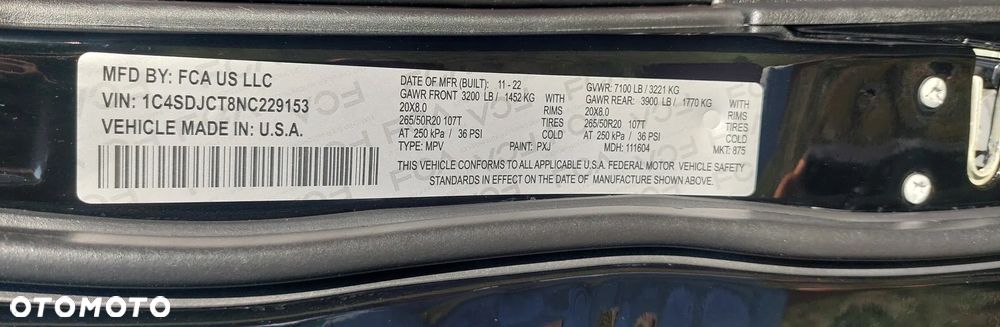 MFD BY: FCA US LLC
VIN: 1C4SDJCT8NC229153
VEHICLE MADE IN: U.S.A.
DATE OF MFR (BUILT): 11 - 22
GAWR FRONT 3200 LB / 1452 KG
20X8.0
265/50R20 107T
AT 250 kPa / 36 PSI
TYPE: MPV
WITH
RIMS
TIRES
COLD
PAINT: PXJ
GVWR: 7100 LB / 3221 KG
GAWR REAR: 3900 LB / 1770 KG
20X8.0
265/50R20 107T
AT 250 kPa / 36 PSI
MDH: 111604
WITH
RIMS
TIRES
COLD
MKT: 875
THIS VEHICLE CONFORMS TO ALL APPLICABLE U.S.A. FEDERAL MOTOR VEHICLE SAFETY
STANDARDS IN EFFECT ON THE DATE OF MANUFACTURE SHOWN ABOVE.
OTOMOTO